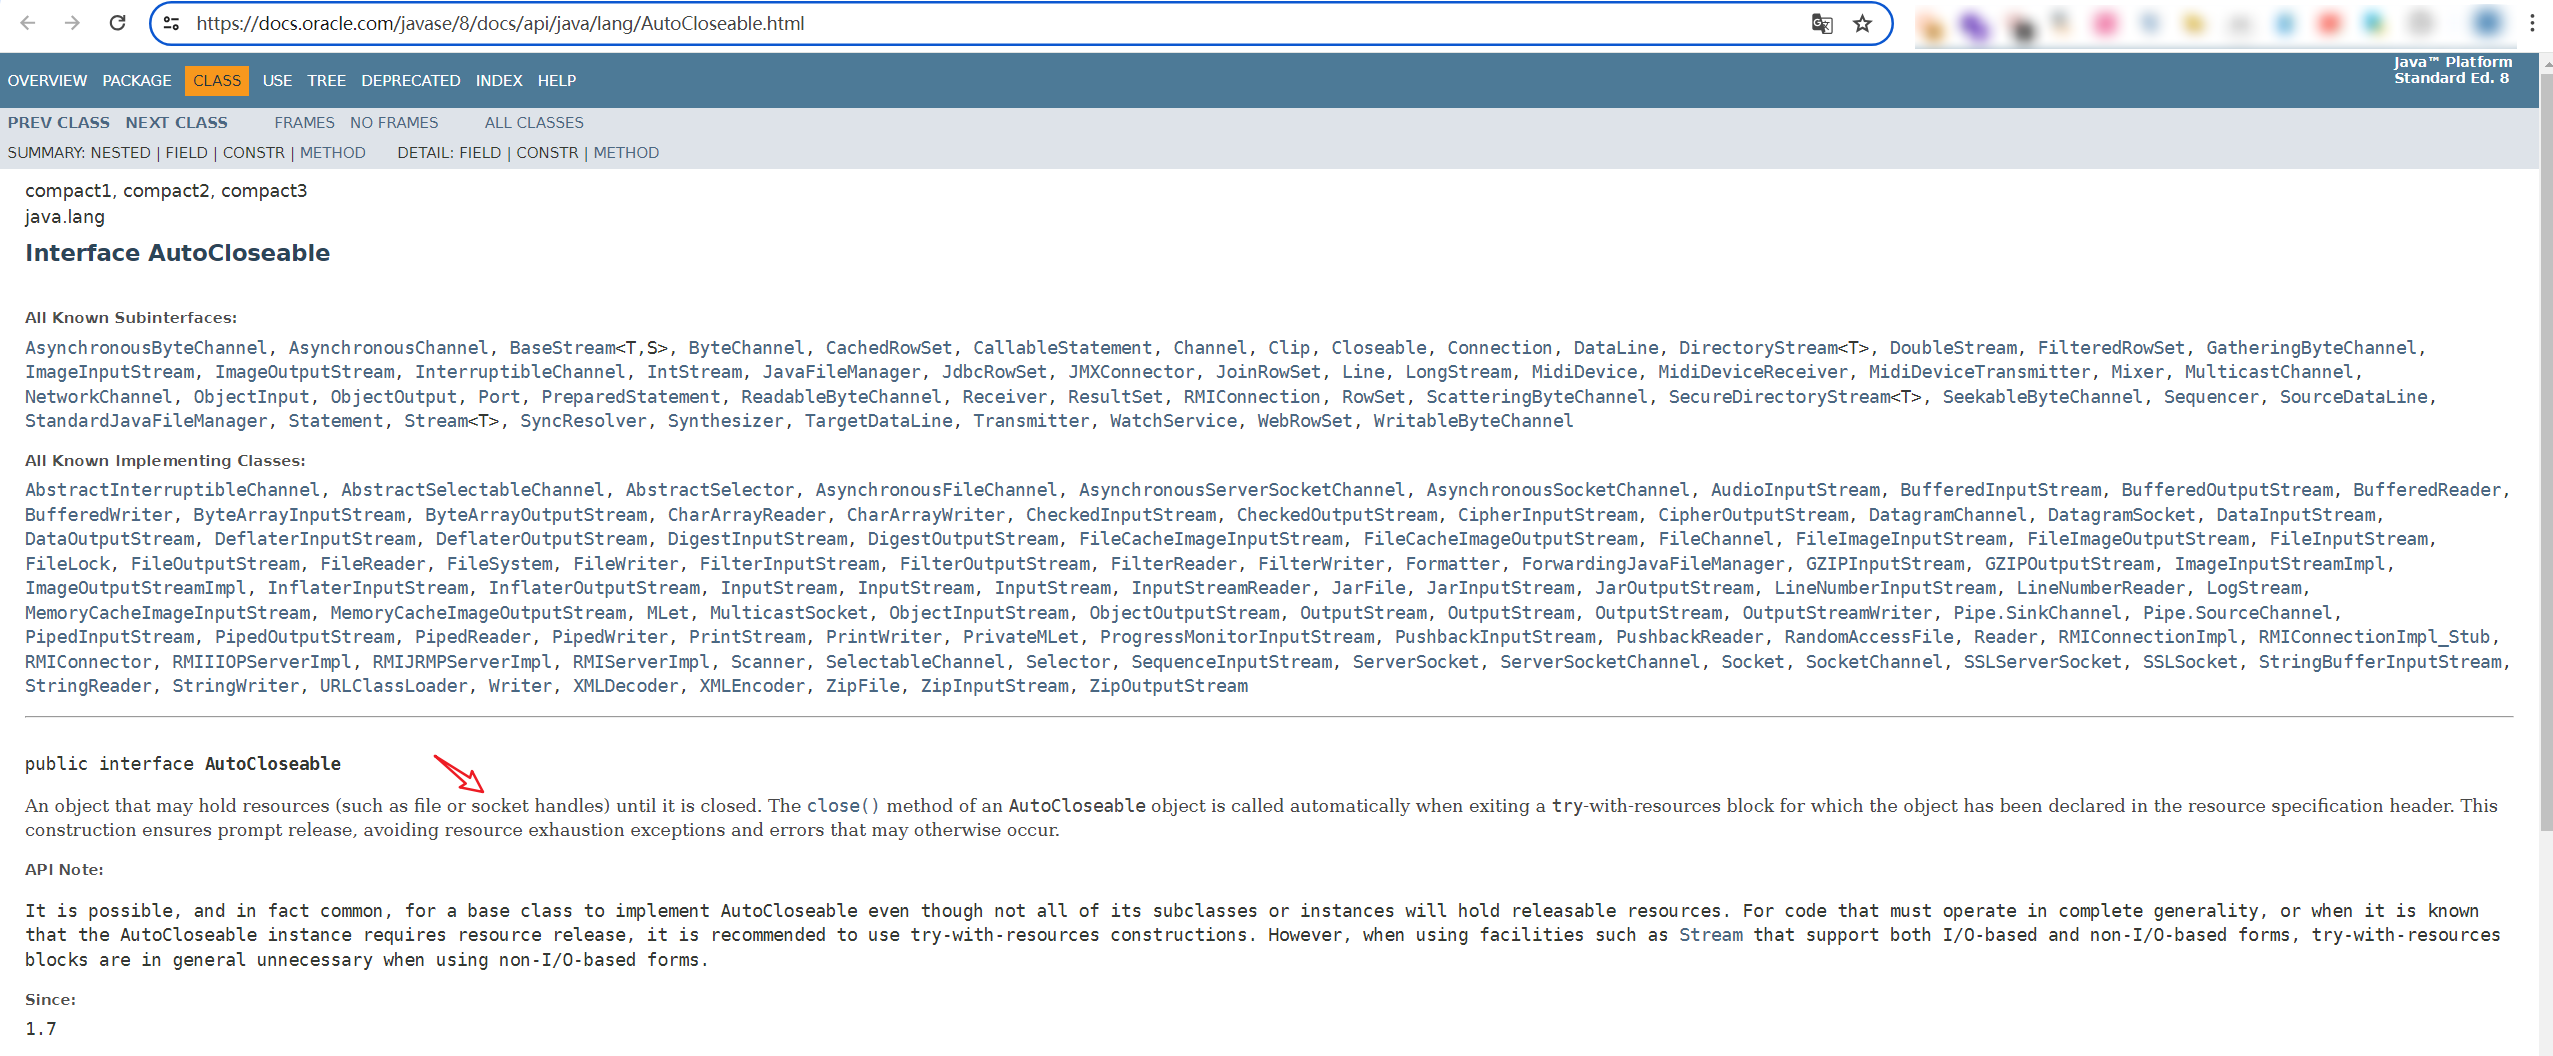 https://docs.oracle.com/javase/8/docs/api/java/lang/AutoCloseable.html
OVERVIEW PACKAGE CLASS USE TREE DEPRECATED INDEX HELP
Java™ Platform
Standard Ed. 8
PREV CLASS NEXT CLASS FRAMES NO FRAMES ALL CLASSES
SUMMARY: NESTED | FIELD | CONSTR | METHOD DETAIL: FIELD | CONSTR | METHOD
compact1, compact2, compact3
java.lang
Interface AutoCloseable
All Known Subinterfaces:
AsynchronousByteChannel, AsynchronousChannel, BaseStream<T,S>, ByteChannel, CachedRowSet, CallableStatement, Channel, Clip, Closeable, Connection, DataLine, DirectoryStream<T>, DoubleStream, FilteredRowSet, GatheringByteChannel,
ImageInputStream, ImageOutputStream, InterruptibleChannel, IntStream, JavaFileManager, JdbcRowSet, JMXConnector, JoinRowSet, Line, LongStream, MidiDevice, MidiDeviceReceiver, MidiDeviceTransmitter, Mixer, MulticastChannel,
NetworkChannel, ObjectInput, ObjectOutput, Port, PreparedStatement, ReadableByteChannel, Receiver, ResultSet, RMIConnection, RowSet, ScatteringByteChannel, SecureDirectoryStream<T>, SeekableByteChannel, Sequencer, SourceDataLine,
StandardJavaFileManager, Statement, Stream<T>, SyncResolver, Synthesizer, TargetDataLine, Transmitter, WatchService, WebRowSet, WritableByteChannel
All Known Implementing Classes:
AbstractInterruptibleChannel, AbstractSelectableChannel, AbstractSelector, AsynchronousFileChannel, AsynchronousServerSocketChannel, AsynchronousSocketChannel, AudioInputStream, BufferedInputStream, BufferedOutputStream, BufferedReader,
BufferedWriter, ByteArrayInputStream, ByteArrayOutputStream, CharArrayReader, CharArrayWriter, CheckedInputStream, CheckedOutputStream, CipherInputStream, CipherOutputStream, DatagramChannel, DatagramSocket, DataInputStream,
DataOutputStream, DeflaterInputStream, DeflaterOutputStream, DigestInputStream, DigestOutputStream, FileCacheImageInputStream, FileCacheImageOutputStream, FileChannel, FileImageInputStream, FileImageOutputStream, FileInputStream,
FileLock, FileOutputStream, FileReader, FileSystem, FileWriter, FilterInputStream, FilterOutputStream, FilterReader, FilterWriter, Formatter, ForwardingJavaFileManager, GZIPInputStream, GZIPOutputStream, ImageInputStreamImpl,
ImageOutputStreamImpl, InflaterInputStream, InflaterOutputStream, InputStream, InputStream, InputStream, InputStreamReader, JarFile, JarInputStream, JarOutputStream, LineNumberInputStream, LineNumberReader, LogStream,
MemoryCacheImageInputStream, MemoryCacheImageOutputStream, MLet, MulticastSocket, ObjectInputStream, ObjectOutputStream, OutputStream, OutputStream, OutputStream, OutputStreamWriter, Pipe.SinkChannel, Pipe.SourceChannel,
PipedInputStream, PipedOutputStream, PipedReader, PipedWriter, PrintStream, PrintWriter, PrivateMLet, ProgressMonitorInputStream, PushbackInputStream, PushbackReader, RandomAccessFile, Reader, RMIConnectionImpl, RMIConnectionImpl_Stub,
RMIConnector, RMIIIOPServerImpl, RMIJRMPServerImpl, RMIServerImpl, Scanner, SelectableChannel, Selector, SequenceInputStream, ServerSocket, ServerSocketChannel, Socket, SocketChannel, SSLServerSocket, SSLSocket, StringBufferInputStream,
StringReader, StringWriter, URLClassLoader, Writer, XMLDecoder, XMLEncoder, ZipFile, ZipInputStream, ZipOutputStream
public interface AutoCloseable
An object that may hold resources (such as file or socket handles) until it is closed. The close() method of an AutoCloseable object is called automatically when exiting a try-with-resources block for which the object has been declared in the resource specification header. This
construction ensures prompt release, avoiding resource exhaustion exceptions and errors that may otherwise occur.
API Note:
It is possible, and in fact common, for a base class to implement AutoCloseable even though not all of its subclasses or instances will hold releasable resources. For code that must operate in complete generality, or when it is known
that the AutoCloseable instance requires resource release, it is recommended to use try-with-resources constructions. However, when using facilities such as Stream that support both I/O-based and non-I/O-based forms, try-with-resources
blocks are in general unnecessary when using non-I/O-based forms.
Since:
1.7